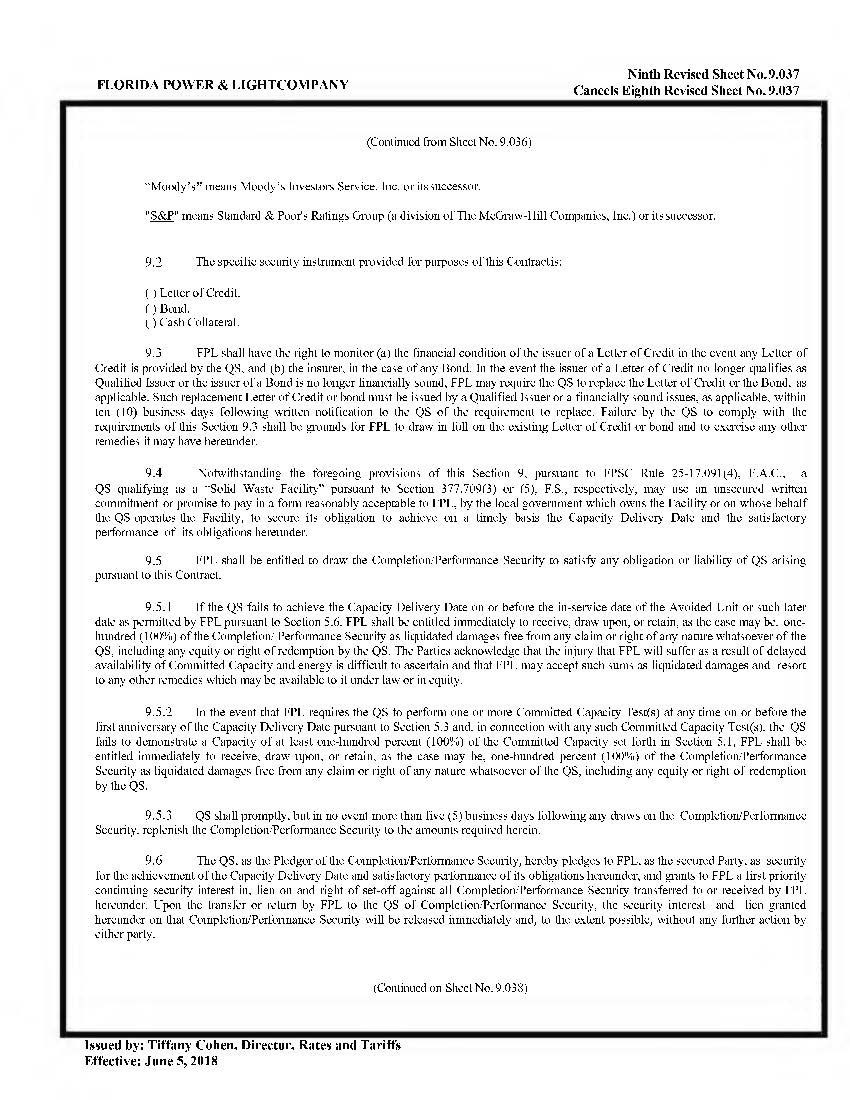 FLORIDA POWER & LIGHTCOMPANY
Ninth Revised Sheet No. 9.037
Cancels Eighth Revised Sheet No. 9.037
(Continued from Sheet No. 9.036)
“Moody’s” means Moody’s Investors Service, Inc. or its successor.
"S&P" means Standard & Poor's Ratings Group (a division of The McGraw-Hill Companies, Inc.) or its successor.
9.2 The specific security instrument provided for purposes of this Contract is:
( ) Letter of Credit.
( ) Bond.
( ) Cash Collateral.
9.3 FPL shall have the right to monitor (a) the financial condition of the issuer of a Letter of Credit in the event any Letter of
Credit is provided by the QS, and (b) the insurer, in the case of any Bond. In the event the issuer of a Letter of Credit no longer qualifies as
Qualified Issuer or the issuer of a Bond is no longer financially sound, FPL may require the QS to replace the Letter of Credit or the Bond, as
applicable. Such replacement Letter of Credit or bond must be issued by a Qualified Issuer or a financially sound issues, as applicable, within
ten (10) business days following written notification to the QS of the requirement to replace. Failure by the QS to comply with the
requirements of this Section 9.3 shall be grounds for FPL to draw in full on the existing Letter of Credit or bond and to exercise any other
remedies it may have hereunder.
9.4 Notwithstanding the foregoing provisions of this Section 9, pursuant to FPSC Rule 25-17.091(4), F.A.C., a
QS qualifying as a “Solid Waste Facility” pursuant to Section 377.709(3) or (5), F.S., respectively, may use an unsecured written
commitment or promise to pay in a form reasonably acceptable to FPL, by the local government which owns the Facility or on whose behalf
the QS operates the Facility, to secure its obligation to achieve on a timely basis the Capacity Delivery Date and the satisfactory
performance of its obligations hereunder.
9.5 FPL shall be entitled to draw the Completion/Performance Security to satisfy any obligation or liability of QS arising
pursuant to this Contract.
9.5.1 If the QS fails to achieve the Capacity Delivery Date on or before the in-service date of the Avoided Unit or such later
date as permitted by FPL pursuant to Section 5.6, FPL shall be entitled immediately to receive, draw upon, or retain, as the case may be, one-
hundred (100%) of the Completion/ Performance Security as liquidated damages free from any claim or right of any nature whatsoever of the
QS, including any equity or right of redemption by the QS. The Parties acknowledge that the injury that FPL will suffer as a result of delayed
availability of Committed Capacity and energy is difficult to ascertain and that FPL may accept such sums as liquidated damages and resort
to any other remedies which may be available to it under law or in equity.
9.5.2 In the event that FPL requires the QS to perform one or more Committed Capacity Test(s) at any time on or before the
first anniversary of the Capacity Delivery Date pursuant to Section 5.3 and, in connection with any such Committed Capacity Test(s), the QS
fails to demonstrate a Capacity of at least one-hundred percent (100%) of the Committed Capacity set forth in Section 5.1, FPL shall be
entitled immediately to receive, draw upon, or retain, as the case may be, one-hundred percent (100%) of the Completion/Performance
Security as liquidated damages free from any claim or right of any nature whatsoever of the QS, including any equity or right of redemption
by the QS.
9.5.3 QS shall promptly, but in no event more than five (5) business days following any draws on the Completion/Performance
Security, replenish the Completion/Performance Security to the amounts required herein.
9.6 The QS, as the Pledgor of the Completion/Performance Security, hereby pledges to FPL, as the secured Party, as security
for the achievement of the Capacity Delivery Date and satisfactory performance of its obligations hereunder, and grants to FPL a first priority
continuing security interest in, lien on and right of set-off against all Completion/Performance Security transferred to or received by FPL
hereunder. Upon the transfer or return by FPL to the QS of Completion/Performance Security, the security interest and lien granted
hereunder on that Completion/Performance Security will be released immediately and, to the extent possible, without any further action by
either party.
(Continued on Sheet No. 9.038)
Issued by: Tiffany Cohen, Director, Rates and Tariffs
Effective: June 5, 2018